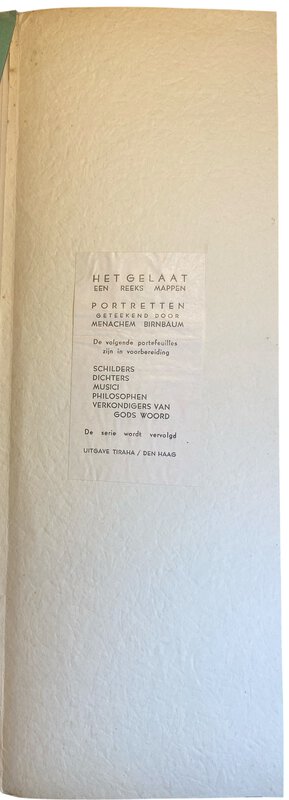 HET GELAAT
EEN REEKS MAPPEN
PORTRETTEN
GETEEKEND DOOR
MENACHEM BIRNBAUM
De volgende portefeuilles
zijn in voorbereiding
SCHILDERS
DICHTERS
MUSICI
PHILOSOPHEN
VERKONDIGERS VAN
GODS WOORD
De serie wordt vervolgd
UITGAVE TIRAHA / DEN HAAG